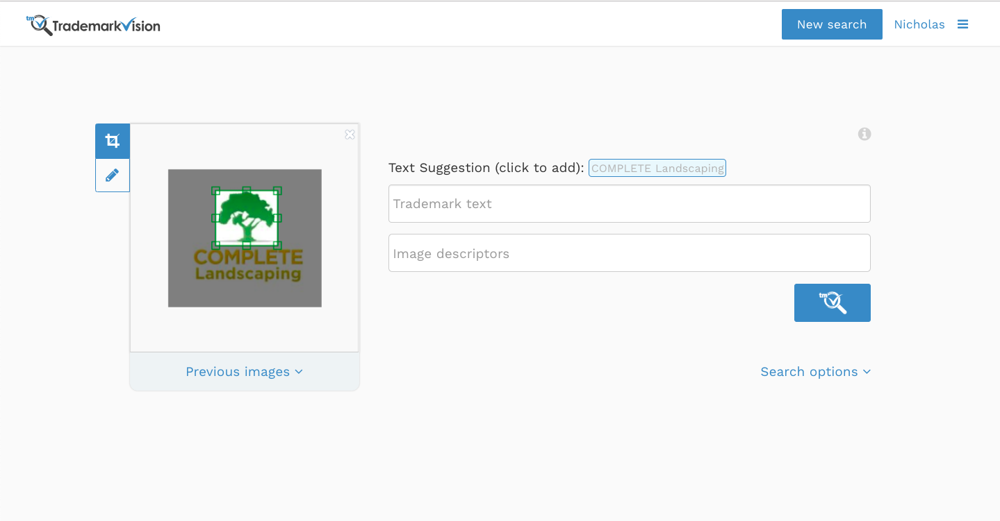 tm TrademarkVision
New search
Nicholas
Text Suggestion (click to add): COMPLETE Landscaping
Trademark text
COMPLETE
Landscaping
Image descriptors
tm
Previous images
Search options